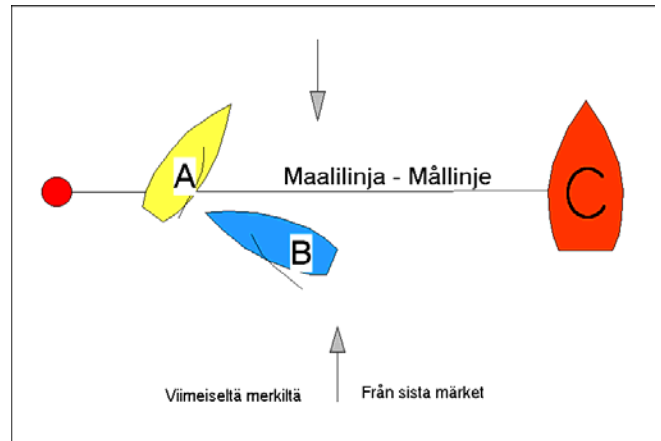 A
Maalilinja - Mållinje
C
B
Viimeiseltä merkiltä
Från sista märket